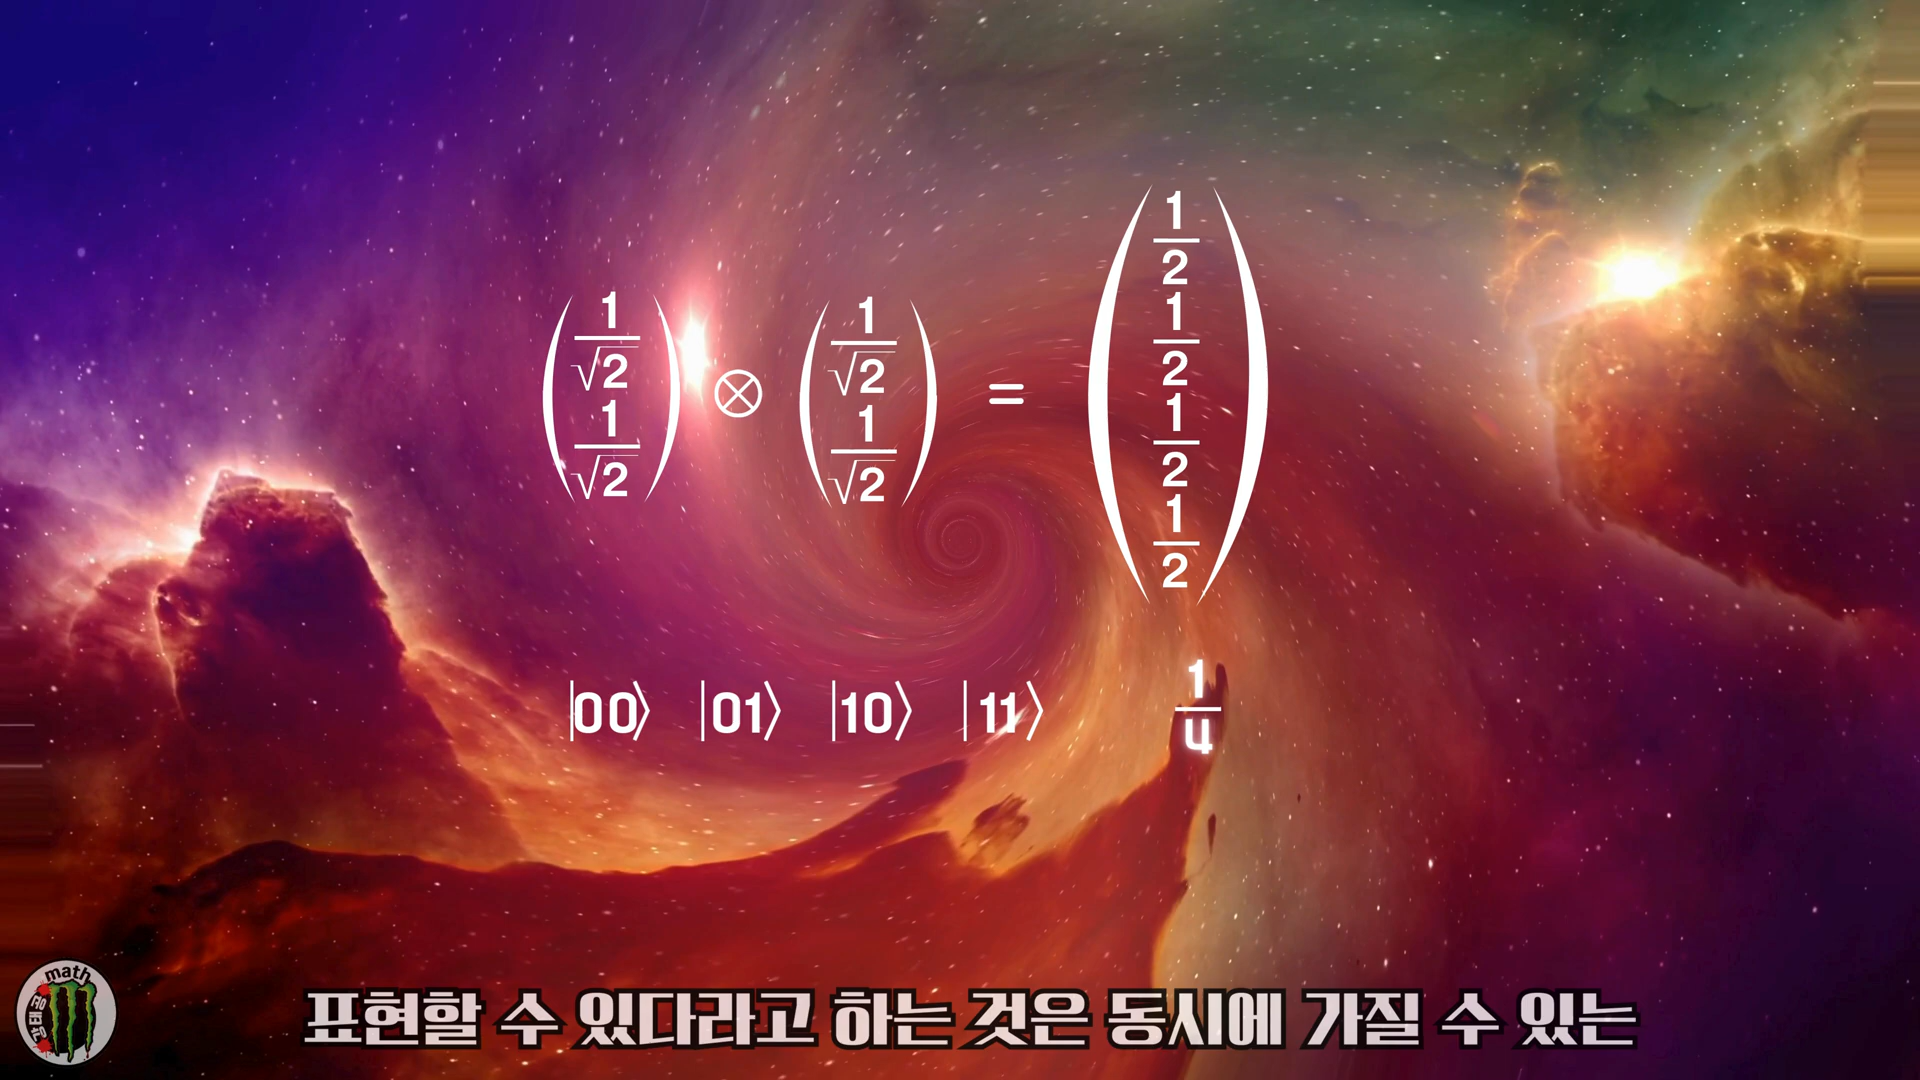 (1/√2 1/√2) ⊗ (1/√2 1/√2) = (1/2 1/2 1/2 1/2)
|00⟩ |01⟩ |10⟩ |11⟩ 1/4
math
표현할 수 있다라고 하는 것은 동시에 가질 수 있는